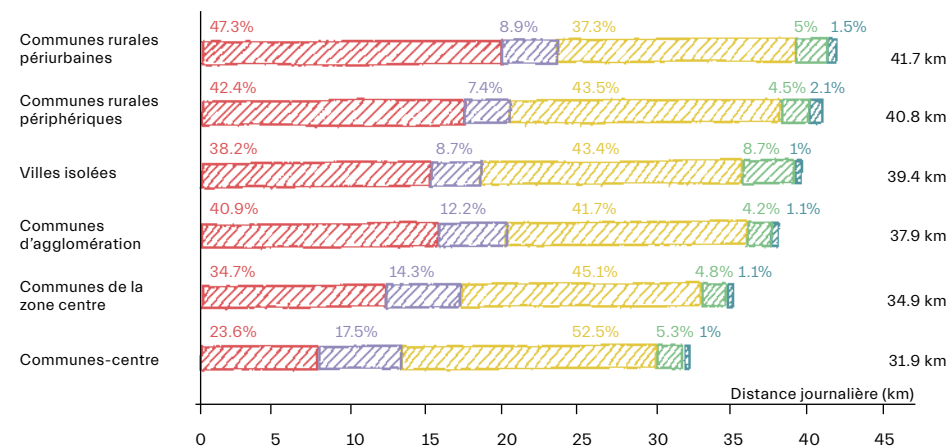 47.3% 8.9% 37.3% 5% 1.5%
Communes rurales
périurbaines
41.7 km
42.4% 7.4% 43.5% 4.5% 2.1%
Communes rurales
périphériques
40.8 km
38.2% 8.7% 43.4% 8.7% 1%
Villes isolées
39.4 km
40.9% 12.2% 41.7% 4.2% 1.1%
Communes
d’agglomération
37.9 km
34.7% 14.3% 45.1% 4.8% 1.1%
Communes de la
zone centre
34.9 km
23.6% 17.5% 52.5% 5.3% 1%
Communes-centre
31.9 km
Distance journalière (km)
0 5 10 15 20 25 30 35 40 45